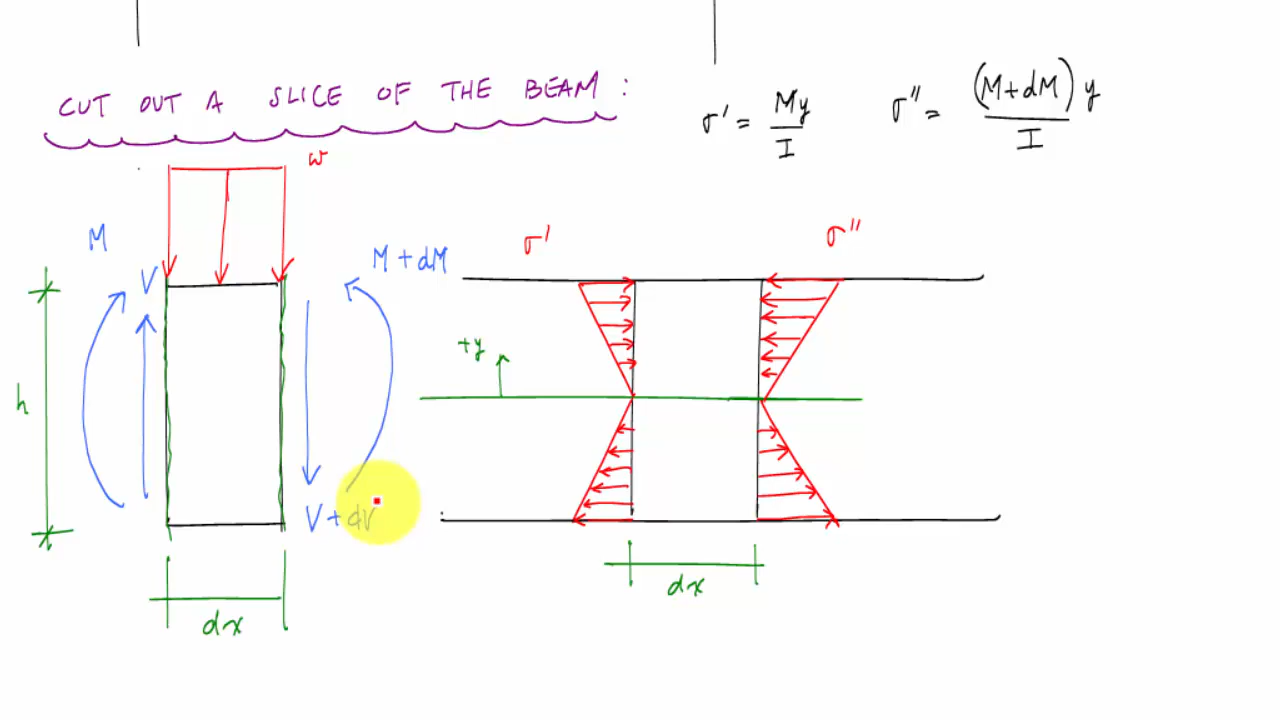 CUT OUT A SLICE OF THE BEAM :
σ' = My/I
σ'' = (M+dM)y/I
w
M
V
M + dM
h
V + dV
dx
σ'
σ''
+y
dx